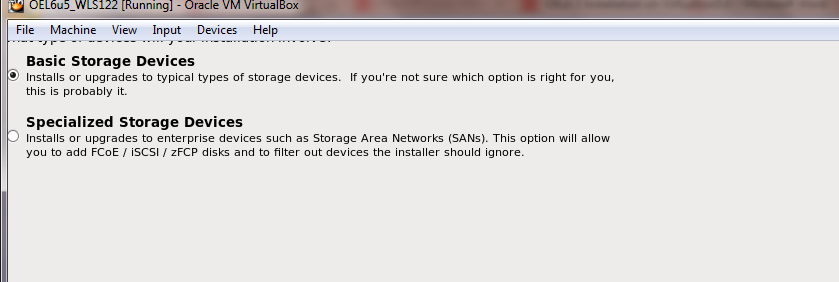 OEL6u5_WLS122 [Running] - Oracle VM VirtualBox
File Machine View Input Devices Help
Basic Storage Devices
Installs or upgrades to typical types of storage devices. If you're not sure which option is right for you,
this is probably it.
Specialized Storage Devices
Installs or upgrades to enterprise devices such as Storage Area Networks (SANs). This option will allow
you to add FCoE / iSCSI / zFCP disks and to filter out devices the installer should ignore.